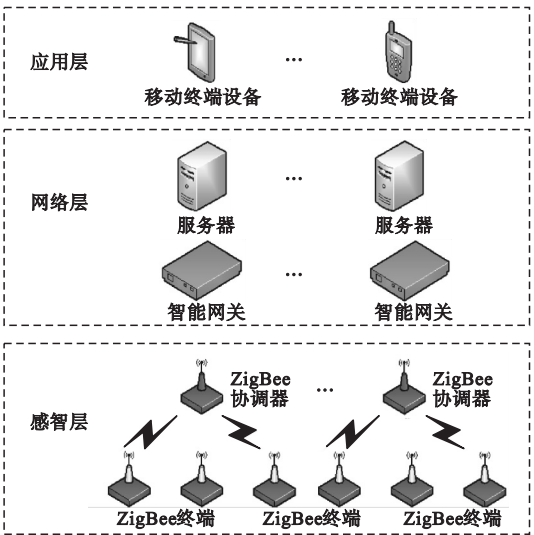 应用层
...
移动终端设备
移动终端设备
网络层
...
服务器
服务器
...
智能网关
智能网关
感智层
ZigBee
协调器
...
ZigBee
协调器
ZigBee终端
ZigBee终端
ZigBee终端